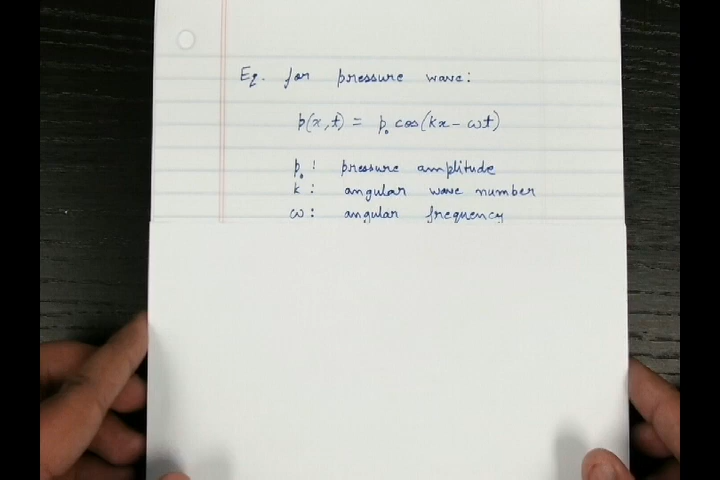 Eq. for pressure wave:
p(x,t) = p₀ cos(kx - ωt)
p₀: pressure amplitude
k: angular wave number
ω: angular frequency